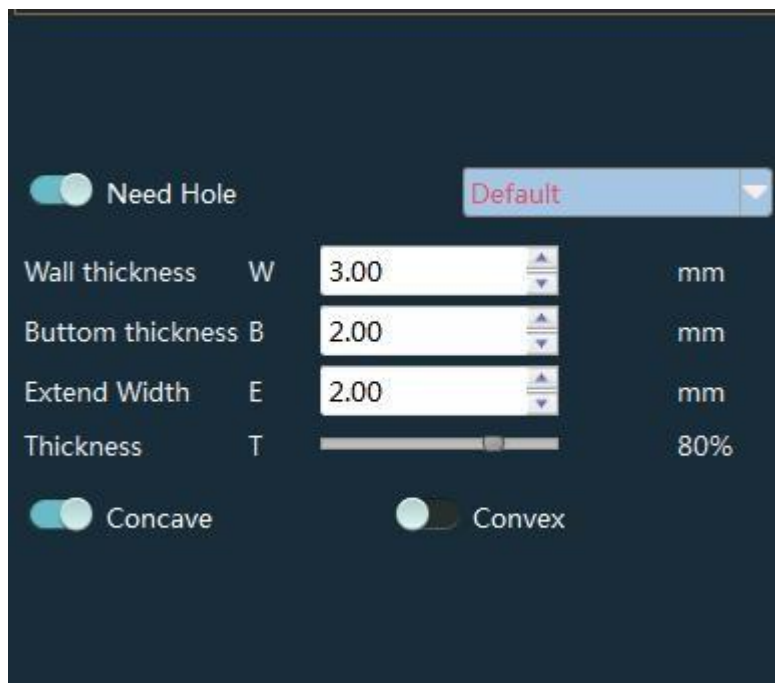 Need Hole Default
Wall thickness W 3.00 mm
Buttom thickness B 2.00 mm
Extend Width E 2.00 mm
Thickness T 80%
Concave Convex